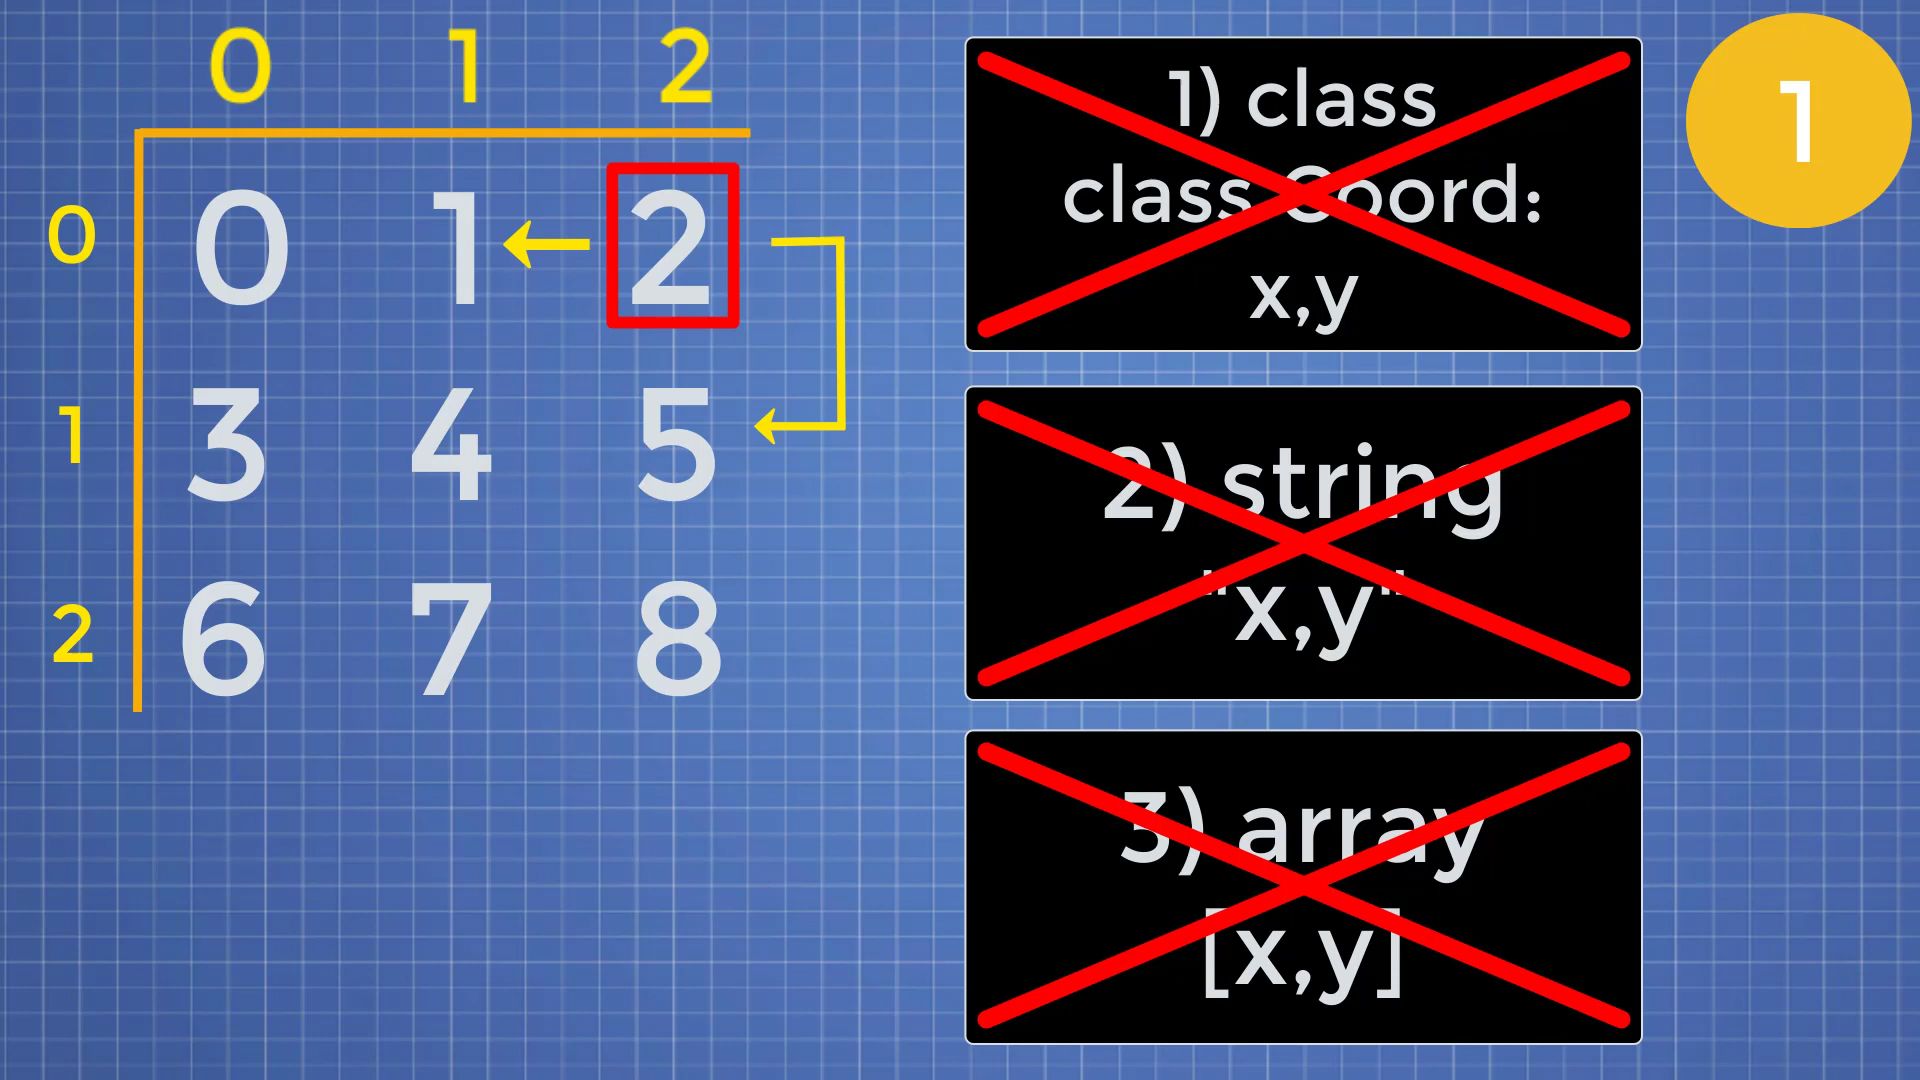 0 1 2
0 0 1 2
1 3 4 5
2 6 7 8
1) class
class Coord:
x,y
2) string
"x,y"
3) array
[x,y]
1